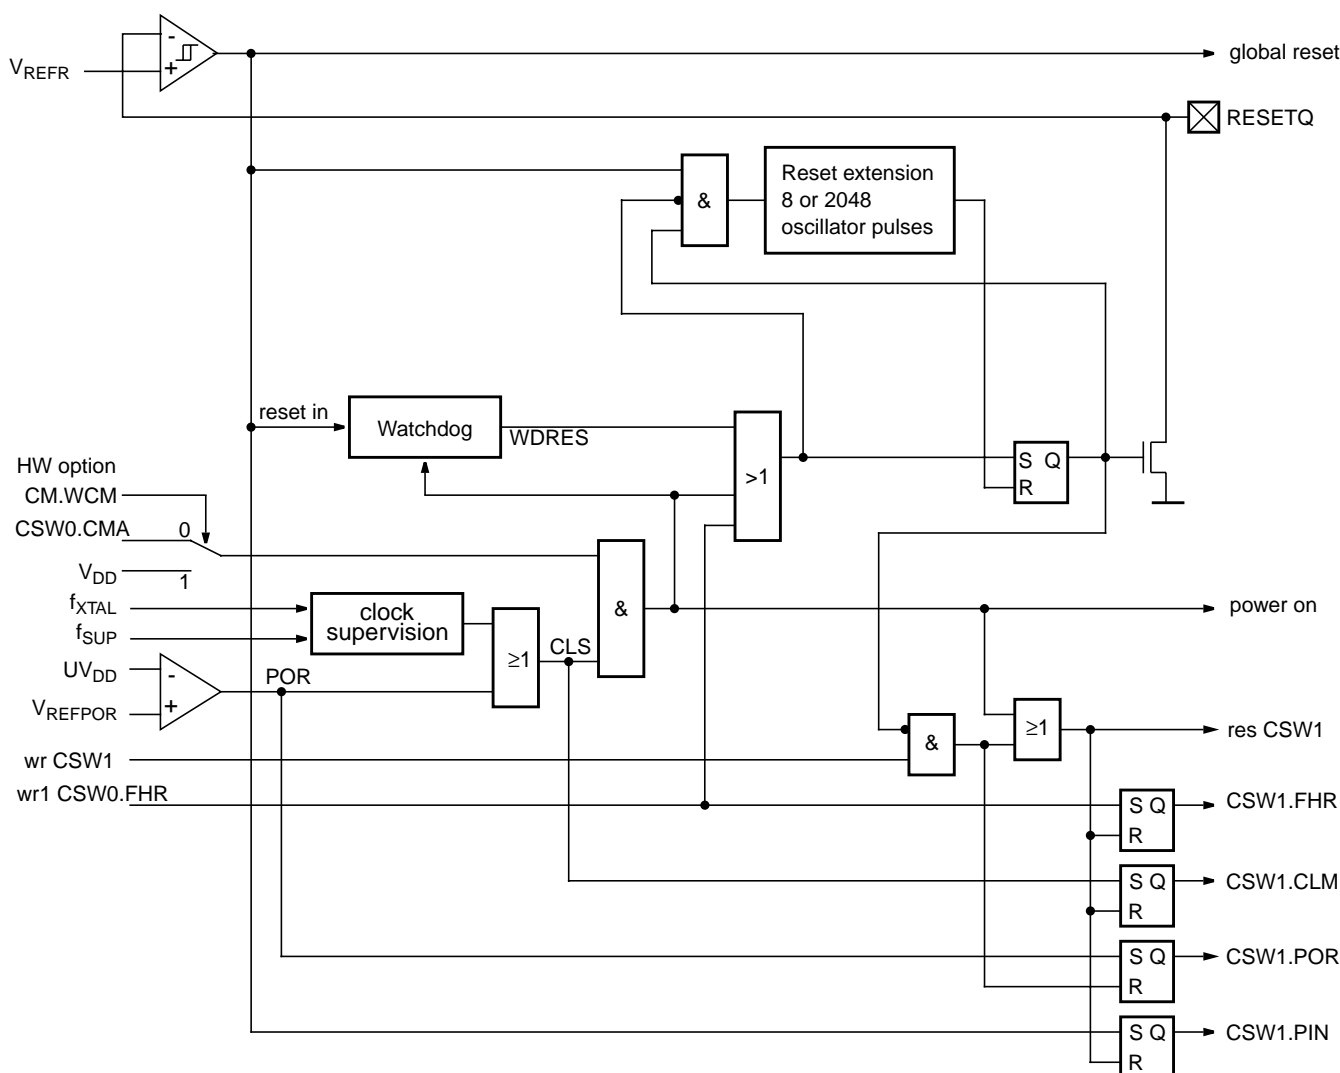 -
+
V_REFR
global reset
RESETQ
&
Reset extension
8 or 2048
oscillator pulses
reset in
Watchdog
WDRES
>1
S Q
R
HW option
CM.WCM
CSW0.CMA
0
V_DD
1
f_XTAL
f_SUP
clock
supervision
≥1
CLS
&
power on
UV_DD
-
V_REFPOR
+
POR
wr CSW1
&
≥1
res CSW1
wr1 CSW0.FHR
S Q
R
CSW1.FHR
S Q
R
CSW1.CLM
S Q
R
CSW1.POR
S Q
R
CSW1.PIN